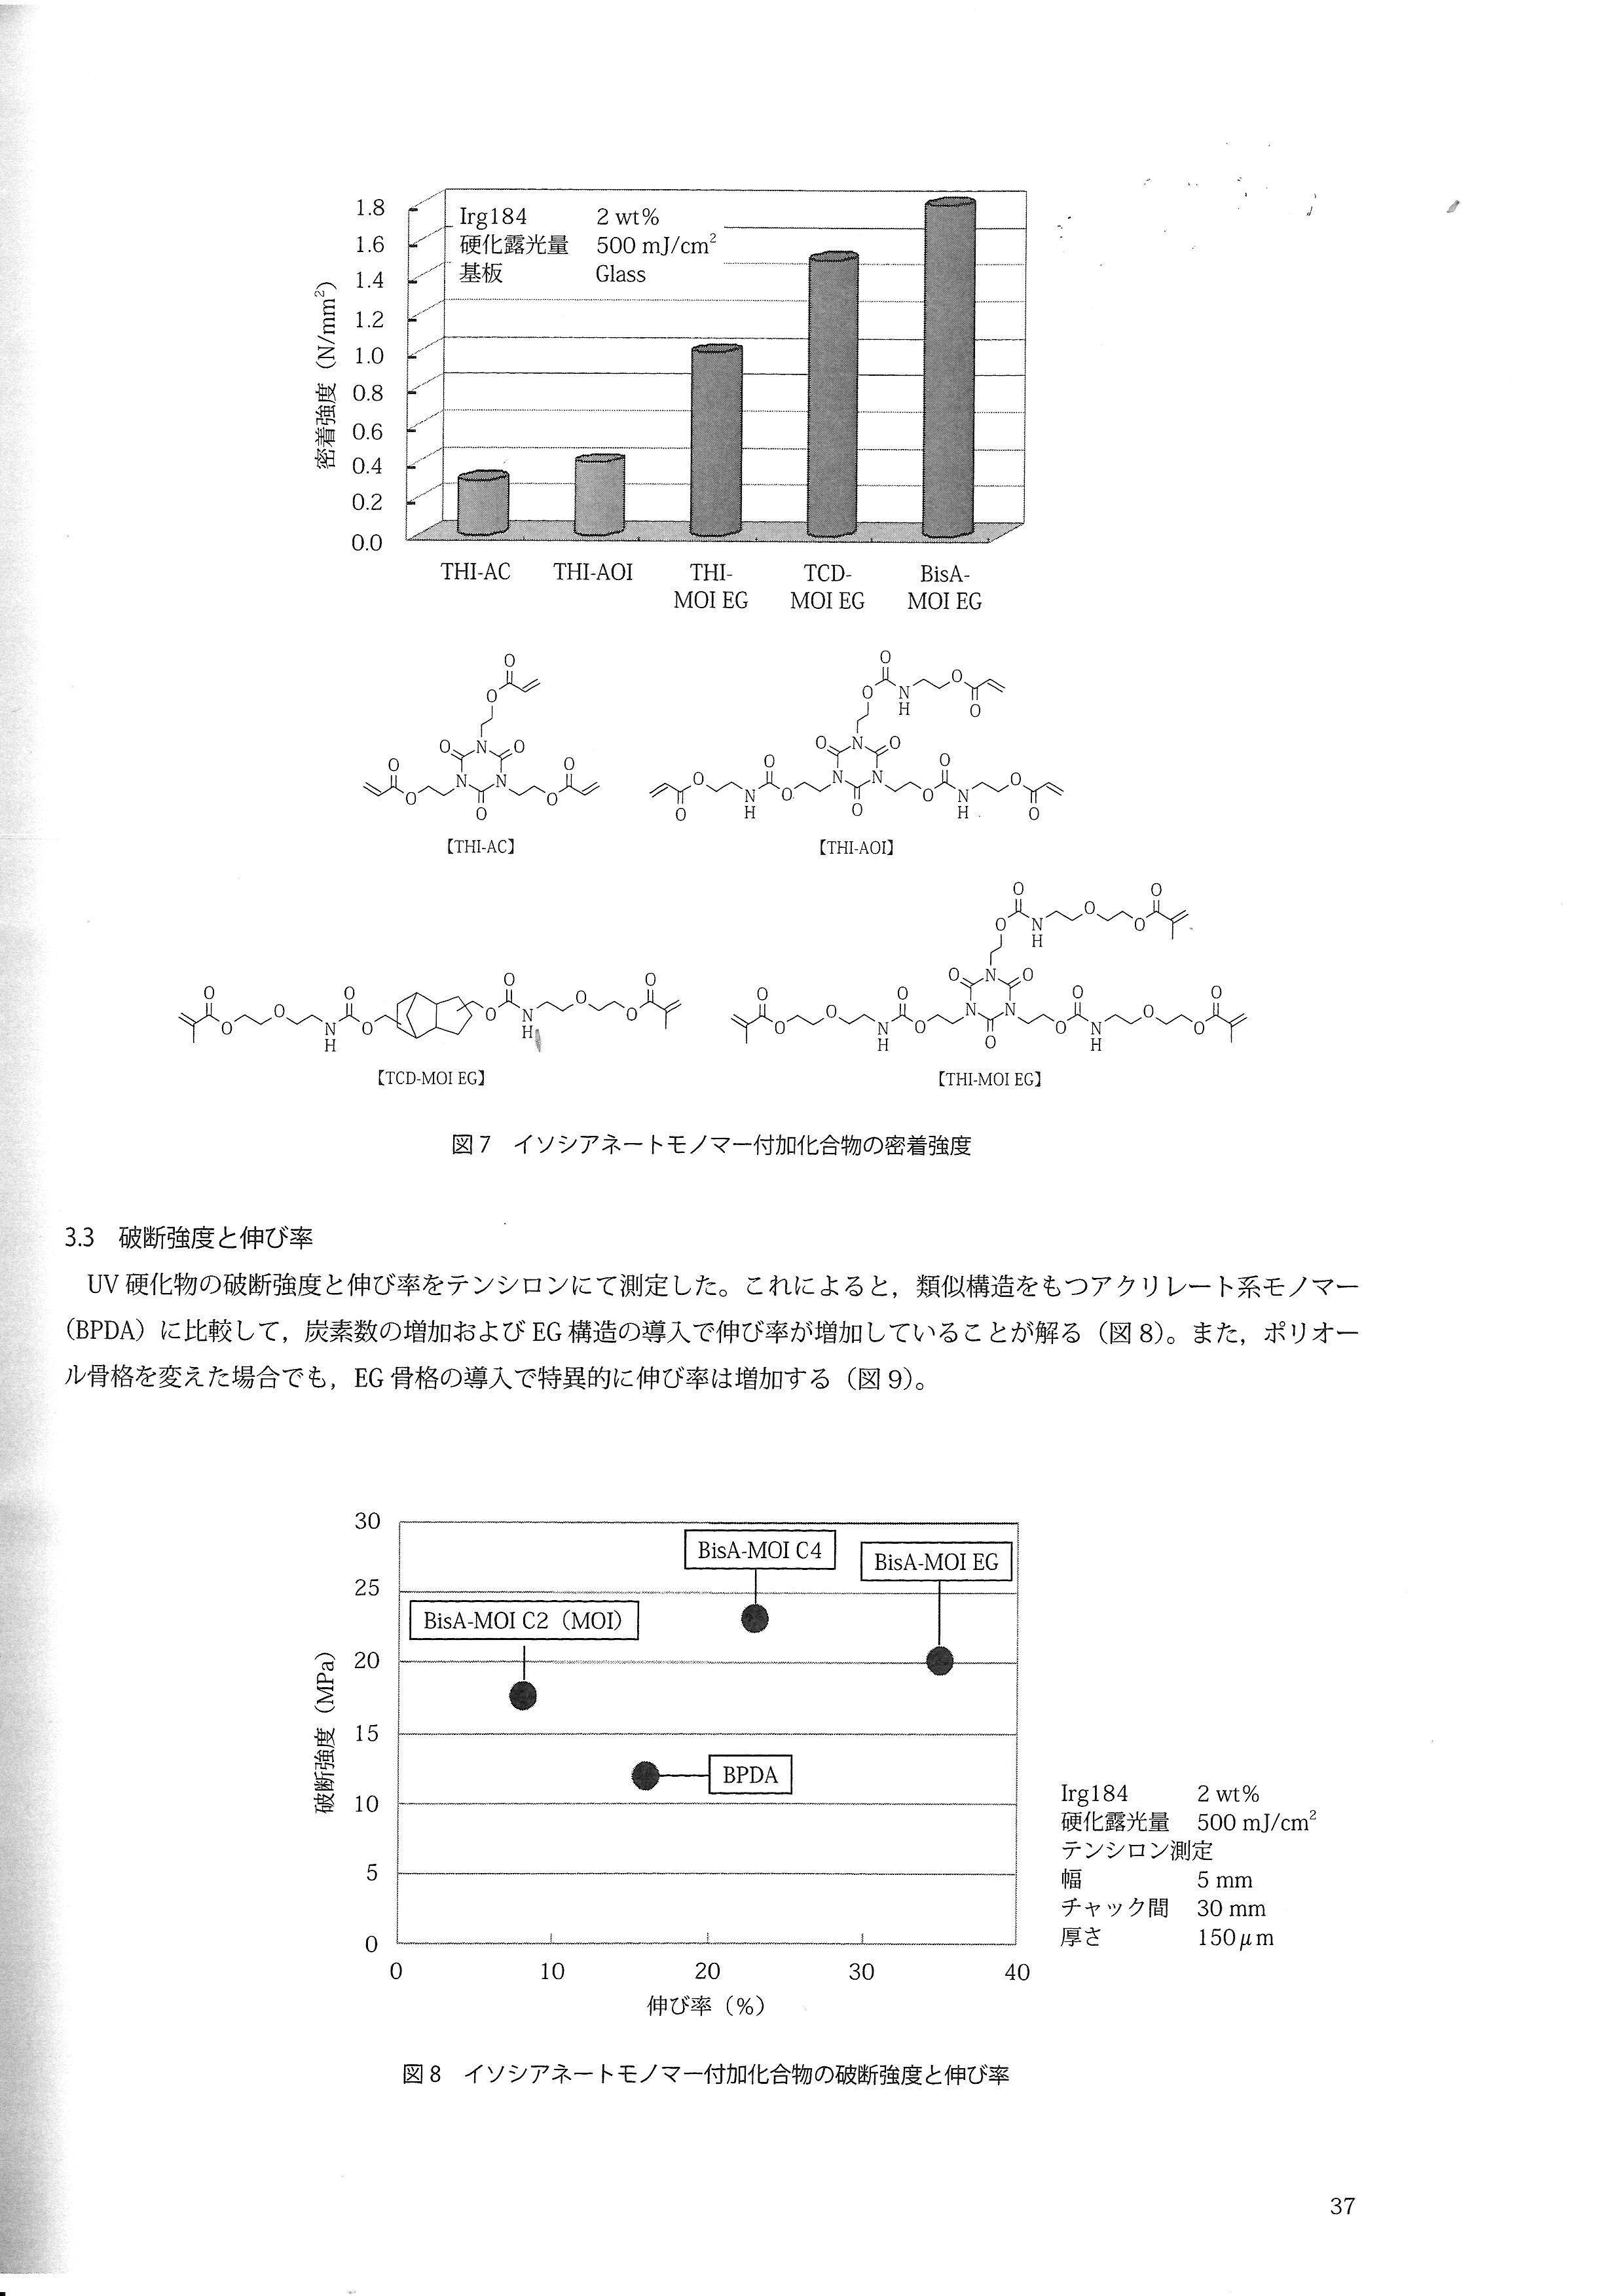 1.8
1.6
1.4
1.2
1.0
0.8
0.6
0.4
0.2
0.0
密着強度（N/mm²）
Irg184 2 wt%
硬化露光量 500 mJ/cm²
基板 Glass
THI-AC THI-AOI THI-MOI EG TCD-MOI EG BisA-MOI EG
【THI-AC】 【THI-AOI】
【TCD-MOI EG】 【THI-MOI EG】
図7 イソシアネートモノマー付加化合物の密着強度
3.3 破断強度と伸び率
UV 硬化物の破断強度と伸び率をテンシロンにて測定した。これによると，類似構造をもつアクリレート系モノマー
（BPDA）に比較して，炭素数の増加および EG 構造の導入で伸び率が増加していることが解る（図 8）。また，ポリオー
ル骨格を変えた場合でも，EG 骨格の導入で特異的に伸び率は増加する（図 9）。
30
25
20
15
10
5
0
破断強度（MPa）
BisA-MOI C4
BisA-MOI EG
BisA-MOI C2（MOI）
BPDA
0 10 20 30 40
伸び率（%）
Irg184 2 wt%
硬化露光量 500 mJ/cm²
テンシロン測定
幅 5 mm
チャック間 30 mm
厚さ 150μm
図8 イソシアネートモノマー付加化合物の破断強度と伸び率
37